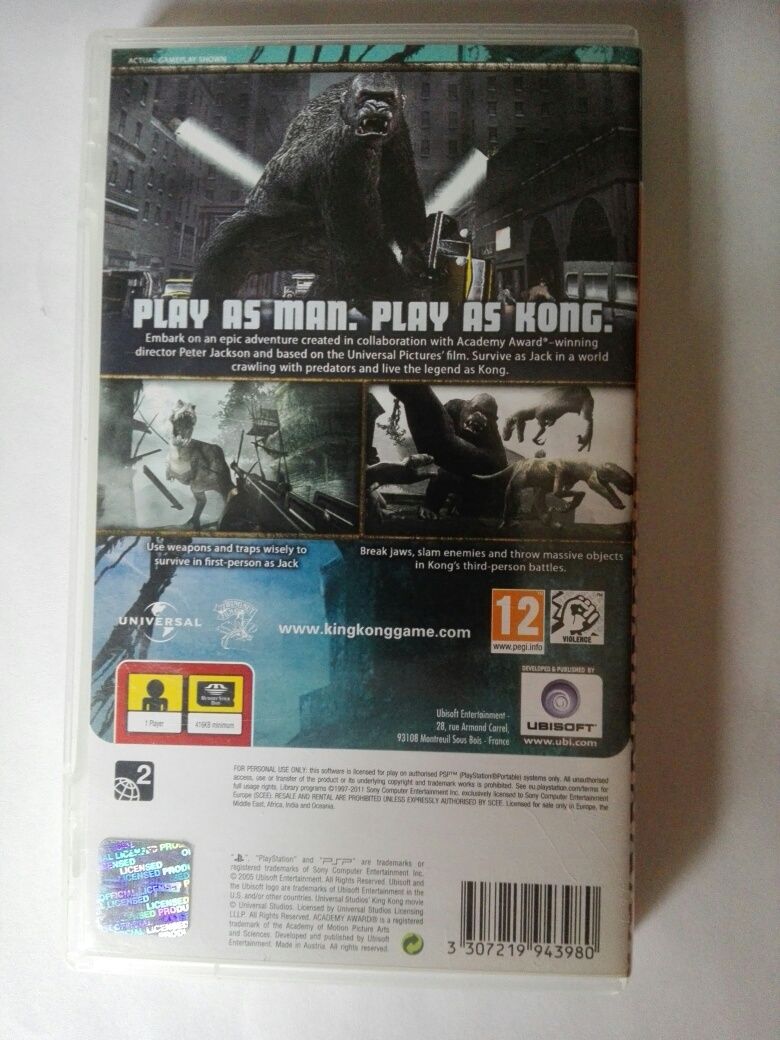 ACTUAL GAMEPLAY SHOWN
PLAY AS MAN. PLAY AS KONG.
Embark on an epic adventure created in collaboration with Academy Award®-winning
director Peter Jackson and based on the Universal Pictures' film. Survive as Jack in a world
crawling with predators and live the legend as Kong.
Use weapons and traps wisely to
survive in first-person as Jack
Break jaws, slam enemies and throw massive objects
in Kong's third-person battles.
UNIVERSAL
www.kingkonggame.com
12
www.pegi.info
VIOLENCE
1 Player
416KB minimum
DEVELOPED & PUBLISHED BY
UBISOFT
www.ubi.com
Ubisoft Entertainment -
28, rue Armand Carrel,
93108 Montreuil Sous Bois - France
2
FOR PERSONAL USE ONLY: this software is licensed for play on authorised PSP™ (PlayStation®Portable) systems only. All unauthorised
access, use or transfer of the product or its underlying copyright and trademark works is prohibited. See eu.playstation.com/terms for
full usage rights. Library programs ©1997-2011 Sony Computer Entertainment Inc. exclusively licensed to Sony Computer Entertainment
Europe (SCEE). RESALE AND RENTAL ARE PROHIBITED UNLESS EXPRESSLY AUTHORISED BY SCEE. Licensed for sale only in Europe, the
Middle East, Africa, India and Oceania.
"PlayStation" and "PSP" are trademarks or
registered trademarks of Sony Computer Entertainment Inc.
© 2005 Ubisoft Entertainment. All Rights Reserved. Ubisoft and
the Ubisoft logo are trademarks of Ubisoft Entertainment in the
U.S. and/or other countries. Universal Studios' King Kong movie
© Universal Studios. Licensed by Universal Studios Licensing
LLLP. All Rights Reserved. ACADEMY AWARD® is a registered
trademark of the Academy of Motion Picture Arts
and Sciences. Developed and published by Ubisoft
Entertainment. Made in Austria. All rights reserved.
LICENSED
LICENSED PRODU
OFFICIAL LICENSE
LICENSED
3 307219 943980